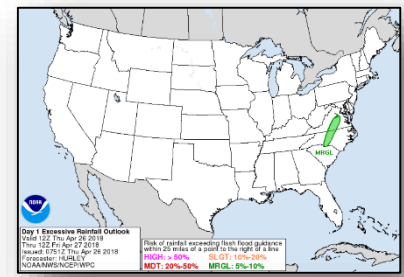 MRGL
NOAA
Day 1 Excessive Rainfall Outlook
Valid 12Z Thu Apr 26 2018
Thru 12Z Fri Apr 27 2018
Issued: 0751Z Thu Apr 26 2018
Forecaster: HURLEY
NOAA/NWS/NCEP/WPC
Risk of rainfall exceeding flash flood guidance
within 25 miles of a point to the right of a line
HIGH: > 50% SLGT: 10%-20%
MDT: 20%-50% MRGL: 5%-10%